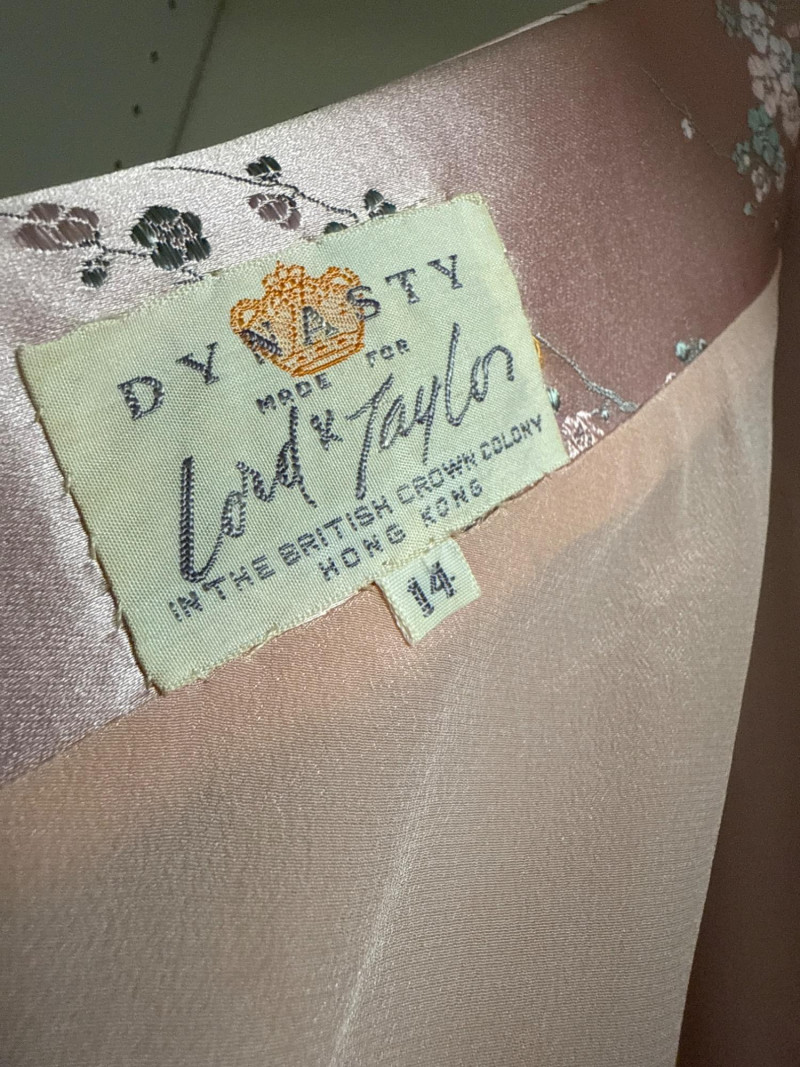 DYNASTY
MADE FOR
Lord & Taylor
IN THE BRITISH CROWN COLONY
HONG KONG
14